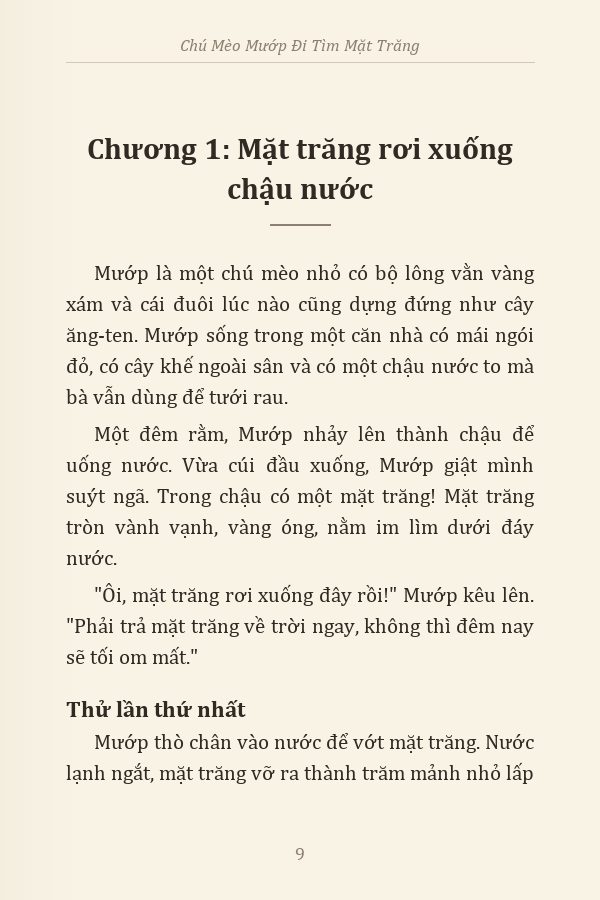 Chú Mèo Mướp Đi Tìm Mặt Trăng
Chương 1: Mặt trăng rơi xuống
chậu nước
Mướp là một chú mèo nhỏ có bộ lông vằn vàng
xám và cái đuôi lúc nào cũng dựng đứng như cây
ăng-ten. Mướp sống trong một căn nhà có mái ngói
đỏ, có cây khế ngoài sân và có một chậu nước to mà
bà vẫn dùng để tưới rau.
Một đêm rằm, Mướp nhảy lên thành chậu để
uống nước. Vừa cúi đầu xuống, Mướp giật mình
suýt ngã. Trong chậu có một mặt trăng! Mặt trăng
tròn vành vạnh, vàng óng, nằm im lìm dưới đáy
nước.
"Ôi, mặt trăng rơi xuống đây rồi!" Mướp kêu lên.
"Phải trả mặt trăng về trời ngay, không thì đêm nay
sẽ tối om mất."
Thử lần thứ nhất
Mướp thò chân vào nước để vớt mặt trăng. Nước
lạnh ngắt, mặt trăng vỡ ra thành trăm mảnh nhỏ lấp
9